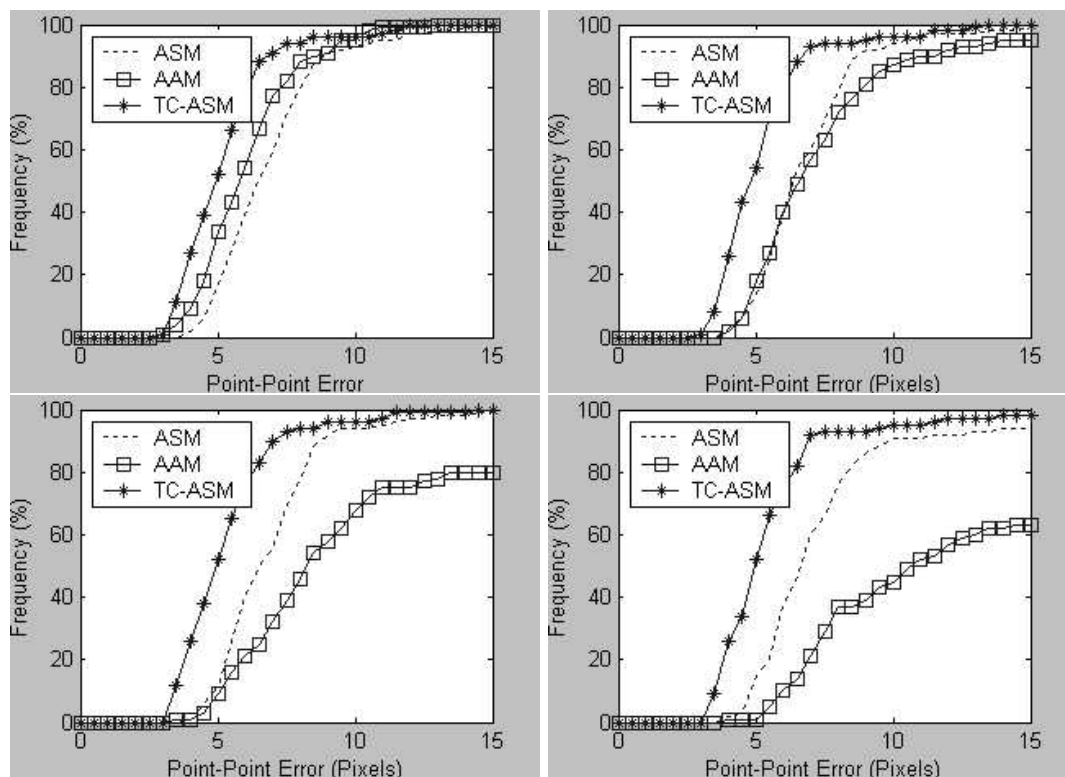 100
80
60
40
20
0
Frequency (%)
ASM
AAM
TC-ASM
0 5 10 15
Point-Point Error
100
80
60
40
20
0
Frequency (%)
ASM
AAM
TC-ASM
0 5 10 15
Point-Point Error (Pixels)
100
80
60
40
20
0
Frequency (%)
ASM
AAM
TC-ASM
0 5 10 15
Point-Point Error (Pixels)
100
80
60
40
20
0
Frequency (%)
ASM
AAM
TC-ASM
0 5 10 15
Point-Point Error (Pixels)